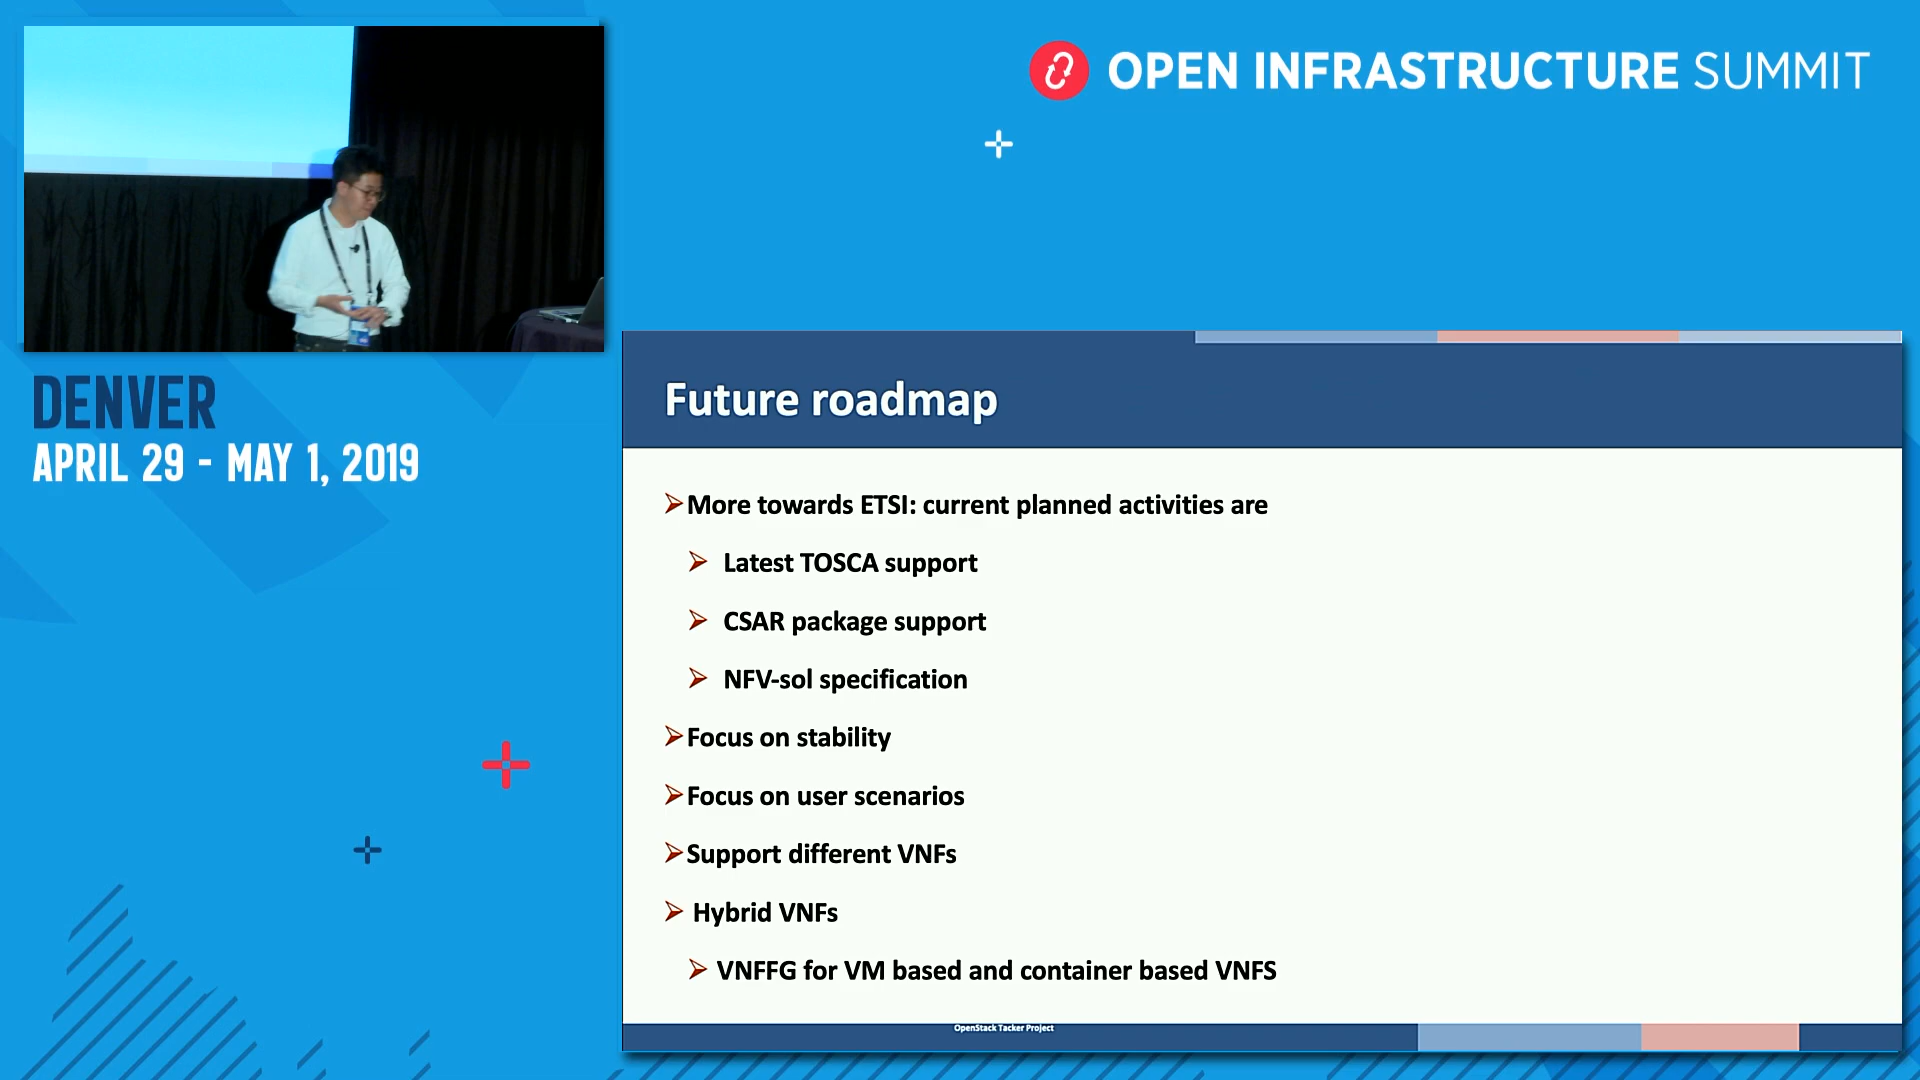 OPEN INFRASTRUCTURE SUMMIT
DENVER
APRIL 29 - MAY 1, 2019
Future roadmap
More towards ETSI: current planned activities are
Latest TOSCA support
CSAR package support
NFV-sol specification
Focus on stability
Focus on user scenarios
Support different VNFs
Hybrid VNFs
VNFFG for VM based and container based VNFS
OpenStack Tacker Project